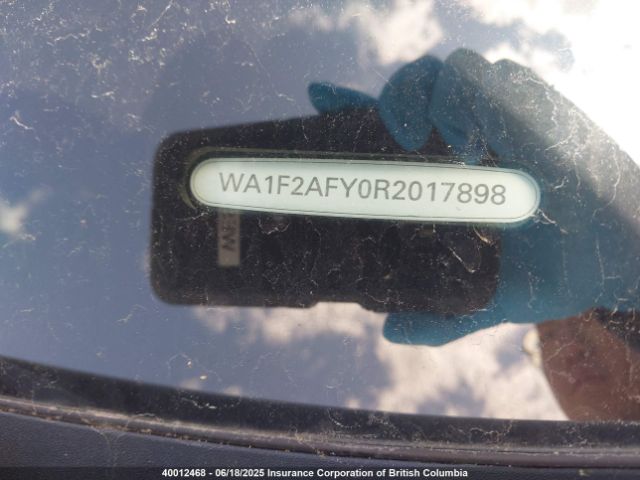 WA1F2AFY0R2017898
40012468 - 06/18/2025 Insurance Corporation of British Columbia